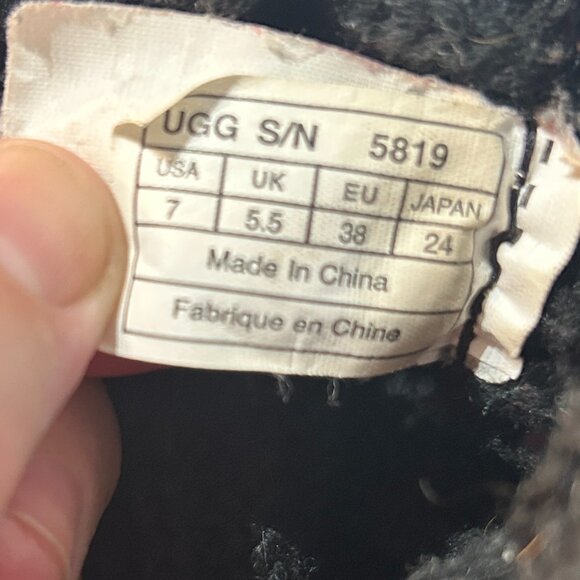 UGG S/N 5819
USA UK EU JAPAN
7 5.5 38 24
Made In China
Fabrique en Chine